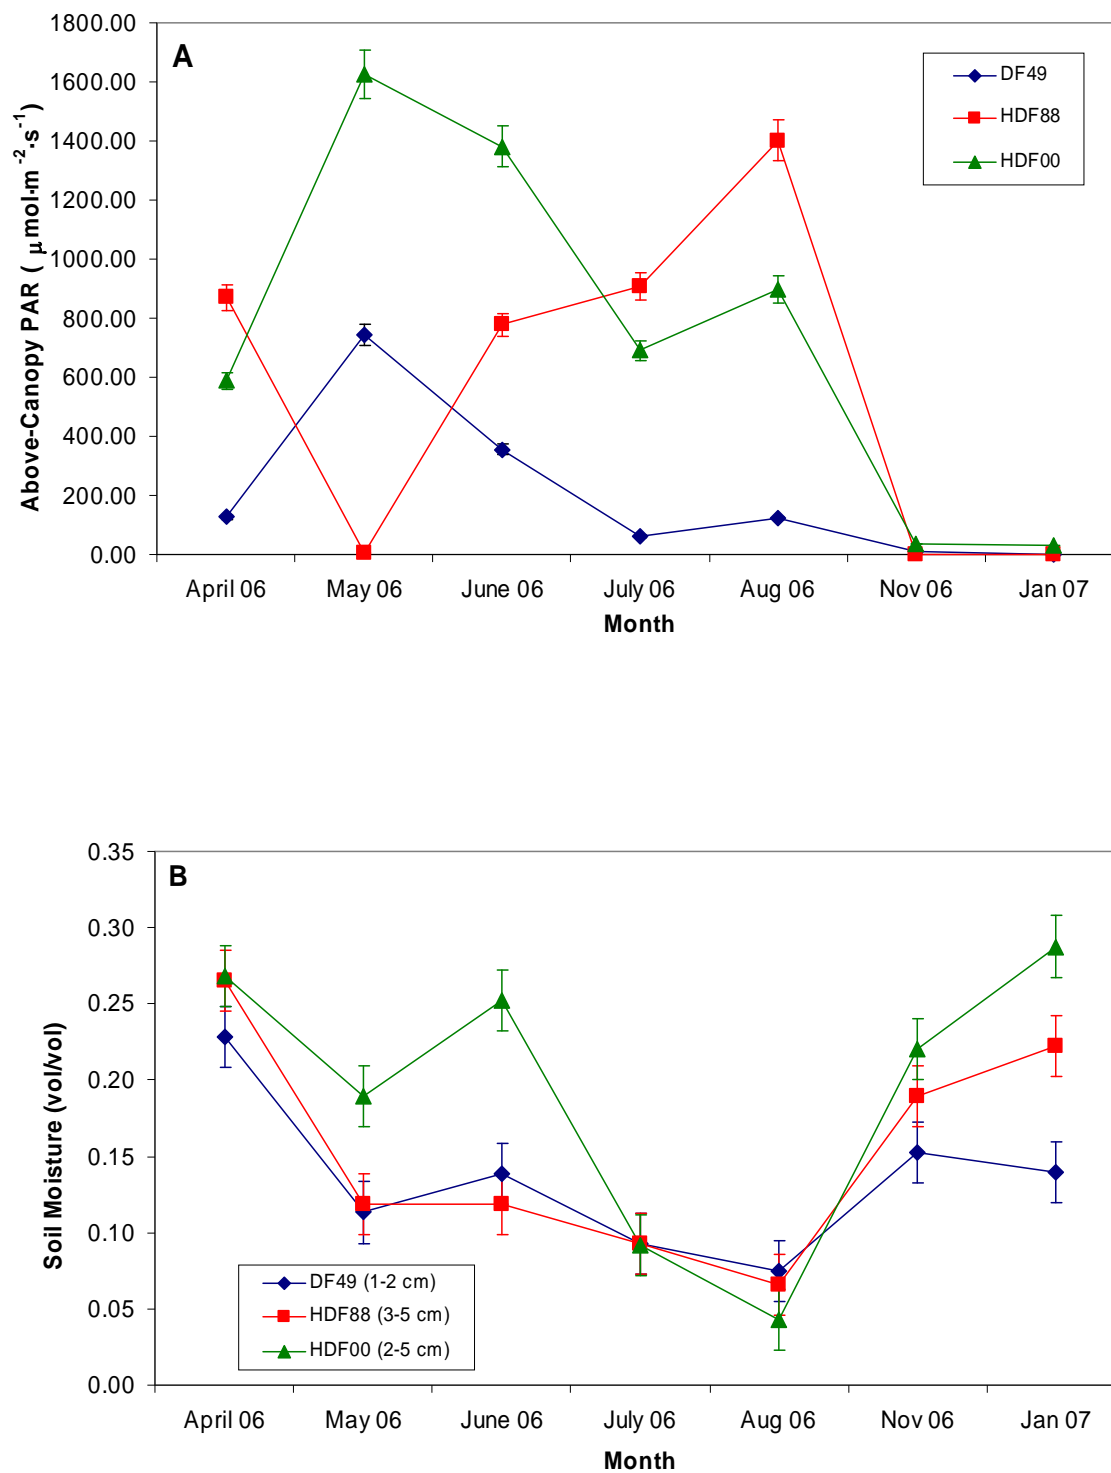 A
1800.00
1600.00
1400.00
1200.00
1000.00
800.00
600.00
400.00
200.00
0.00
Above-Canopy PAR ( μmol·m⁻²·s⁻¹)
DF49
HDF88
HDF00
April 06 May 06 June 06 July 06 Aug 06 Nov 06 Jan 07
Month
B
0.35
0.30
0.25
0.20
0.15
0.10
0.05
0.00
Soil Moisture (vol/vol)
DF49 (1-2 cm)
HDF88 (3-5 cm)
HDF00 (2-5 cm)
April 06 May 06 June 06 July 06 Aug 06 Nov 06 Jan 07
Month